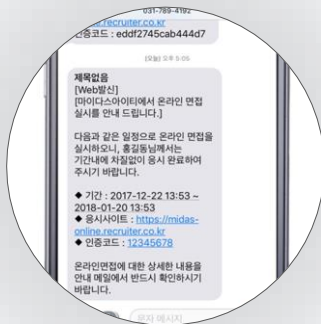 031-789-4192
recruiter.co.kr
인증코드 : eddf2745cab444d7
(오늘) 오후 5:05
제목없음
[Web발신]
[마이다스아이티에서 온라인 면접
실시를 안내 드립니다.]
다음과 같은 일정으로 온라인 면접을
실시하오니, 홍길동님께서는
기간내에 차질없이 응시 완료하여
주시기 바랍니다.
◆ 기간 : 2017-12-22 13:53 ~
2018-01-20 13:53
◆ 응시사이트 : https://midas-
online.recruiter.co.kr
◆ 인증코드 : 12345678
온라인면접에 대한 상세한 내용을
안내 메일에서 반드시 확인하시기
바랍니다.
문자 메시지